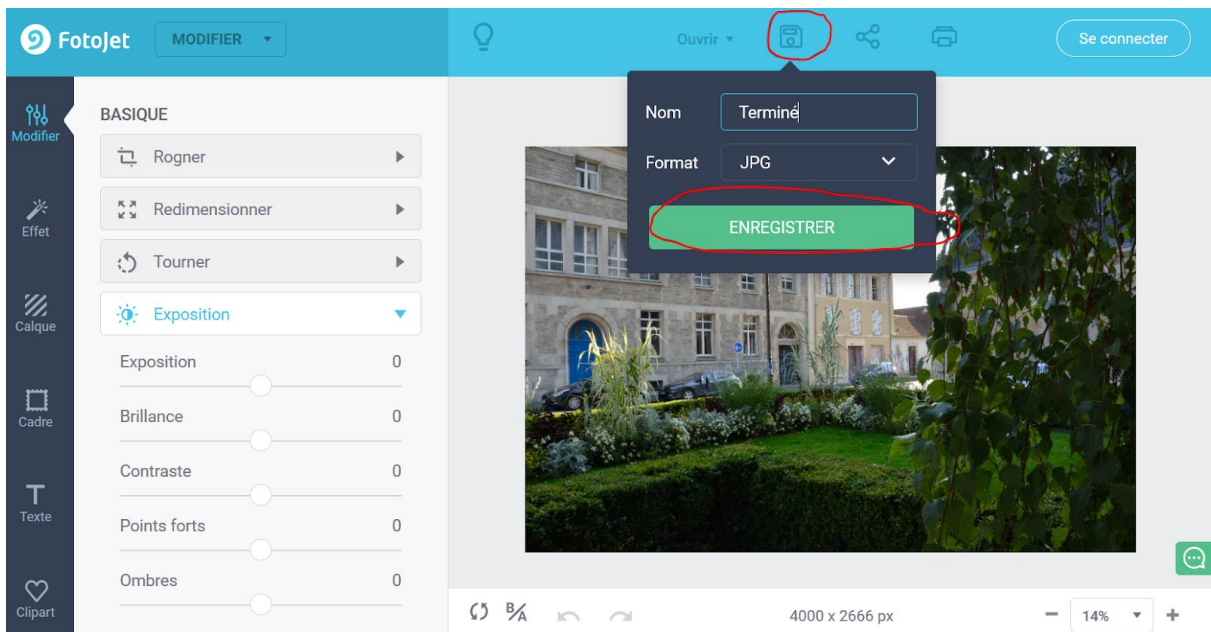 FotoJet MODIFIER Ouvrir Se connecter
Modifier
Effet
Calque
Cadre
Texte
Clipart
BASIQUE
Rogner
Redimensionner
Tourner
Exposition
Exposition 0
Brillance 0
Contraste 0
Points forts 0
Ombres 0
Nom Terminé
Format JPG
ENREGISTRER
B/A 4000 x 2666 px 14%